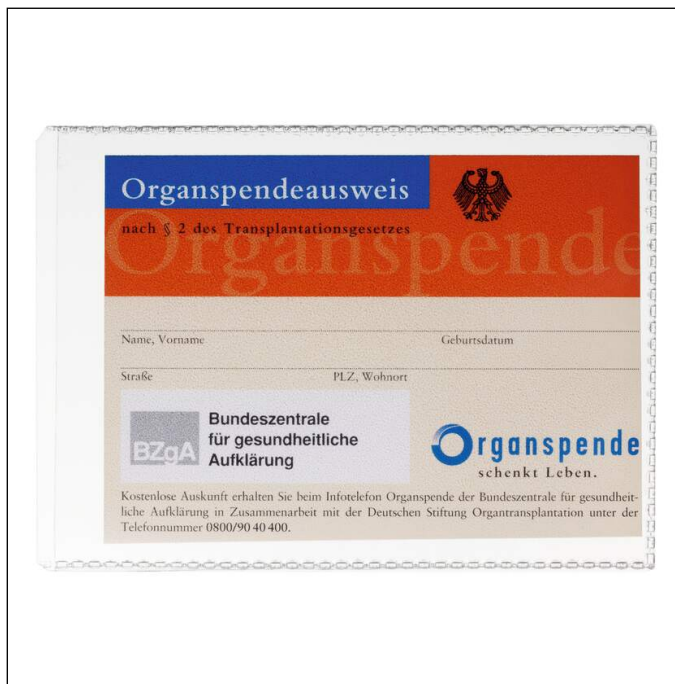 Organspendeausweis
nach § 2 des Transplantationsgesetzes
Organspende
Name, Vorname Geburtsdatum
Straße PLZ, Wohnort
BZgA
Bundeszentrale
für gesundheitliche
Aufklärung
Organspende
schenkt Leben.
Kostenlose Auskunft erhalten Sie beim Infotelefon Organspende der Bundeszentrale für gesundheit-
liche Aufklärung in Zusammenarbeit mit der Deutschen Stiftung Organtransplantation unter der
Telefonnummer 0800/90 40 400.